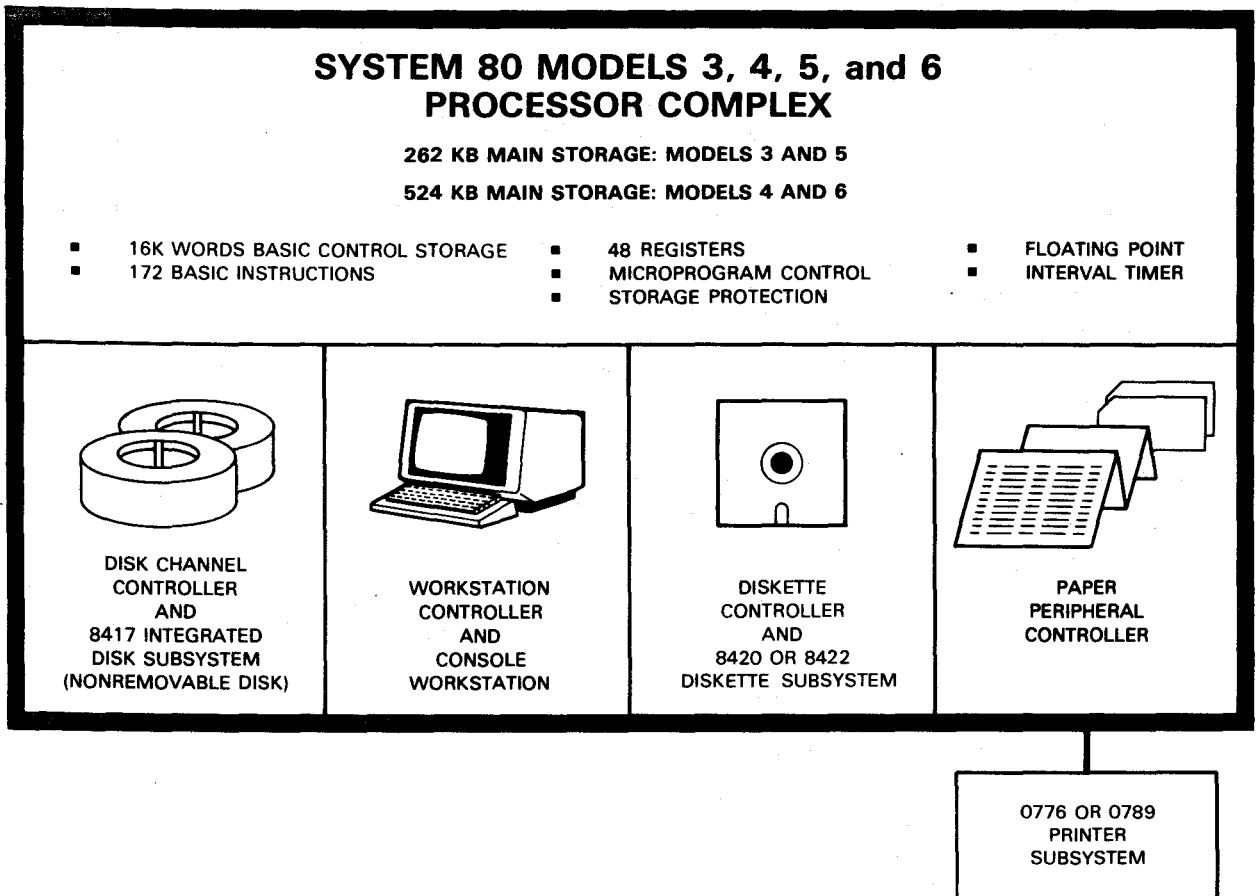 SYSTEM 80 MODELS 3, 4, 5, and 6
PROCESSOR COMPLEX
262 KB MAIN STORAGE: MODELS 3 AND 5
524 KB MAIN STORAGE: MODELS 4 AND 6
■ 16K WORDS BASIC CONTROL STORAGE
■ 172 BASIC INSTRUCTIONS
■ 48 REGISTERS
■ MICROPROGRAM CONTROL
■ STORAGE PROTECTION
■ FLOATING POINT
■ INTERVAL TIMER
DISK CHANNEL
CONTROLLER
AND
8417 INTEGRATED
DISK SUBSYSTEM
(NONREMOVABLE DISK)
WORKSTATION
CONTROLLER
AND
CONSOLE
WORKSTATION
DISKETTE
CONTROLLER
AND
8420 OR 8422
DISKETTE SUBSYSTEM
PAPER
PERIPHERAL
CONTROLLER
0776 OR 0789
PRINTER
SUBSYSTEM